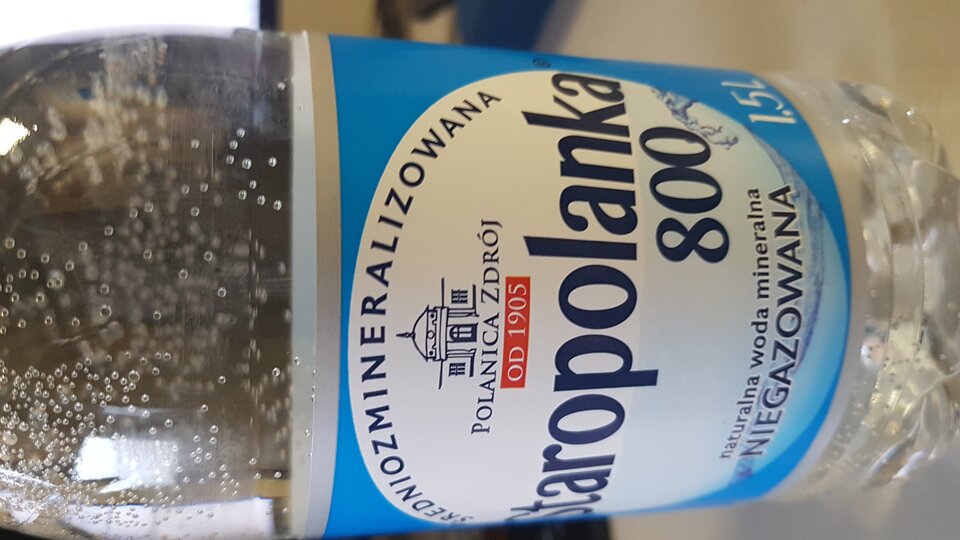 ŚREDNIOZMINERALIZOWANA
POLANICA ZDRÓJ
OD 1905
Staropolanka®
800
naturalna woda mineralna
NIEGAZOWANA
1.5L